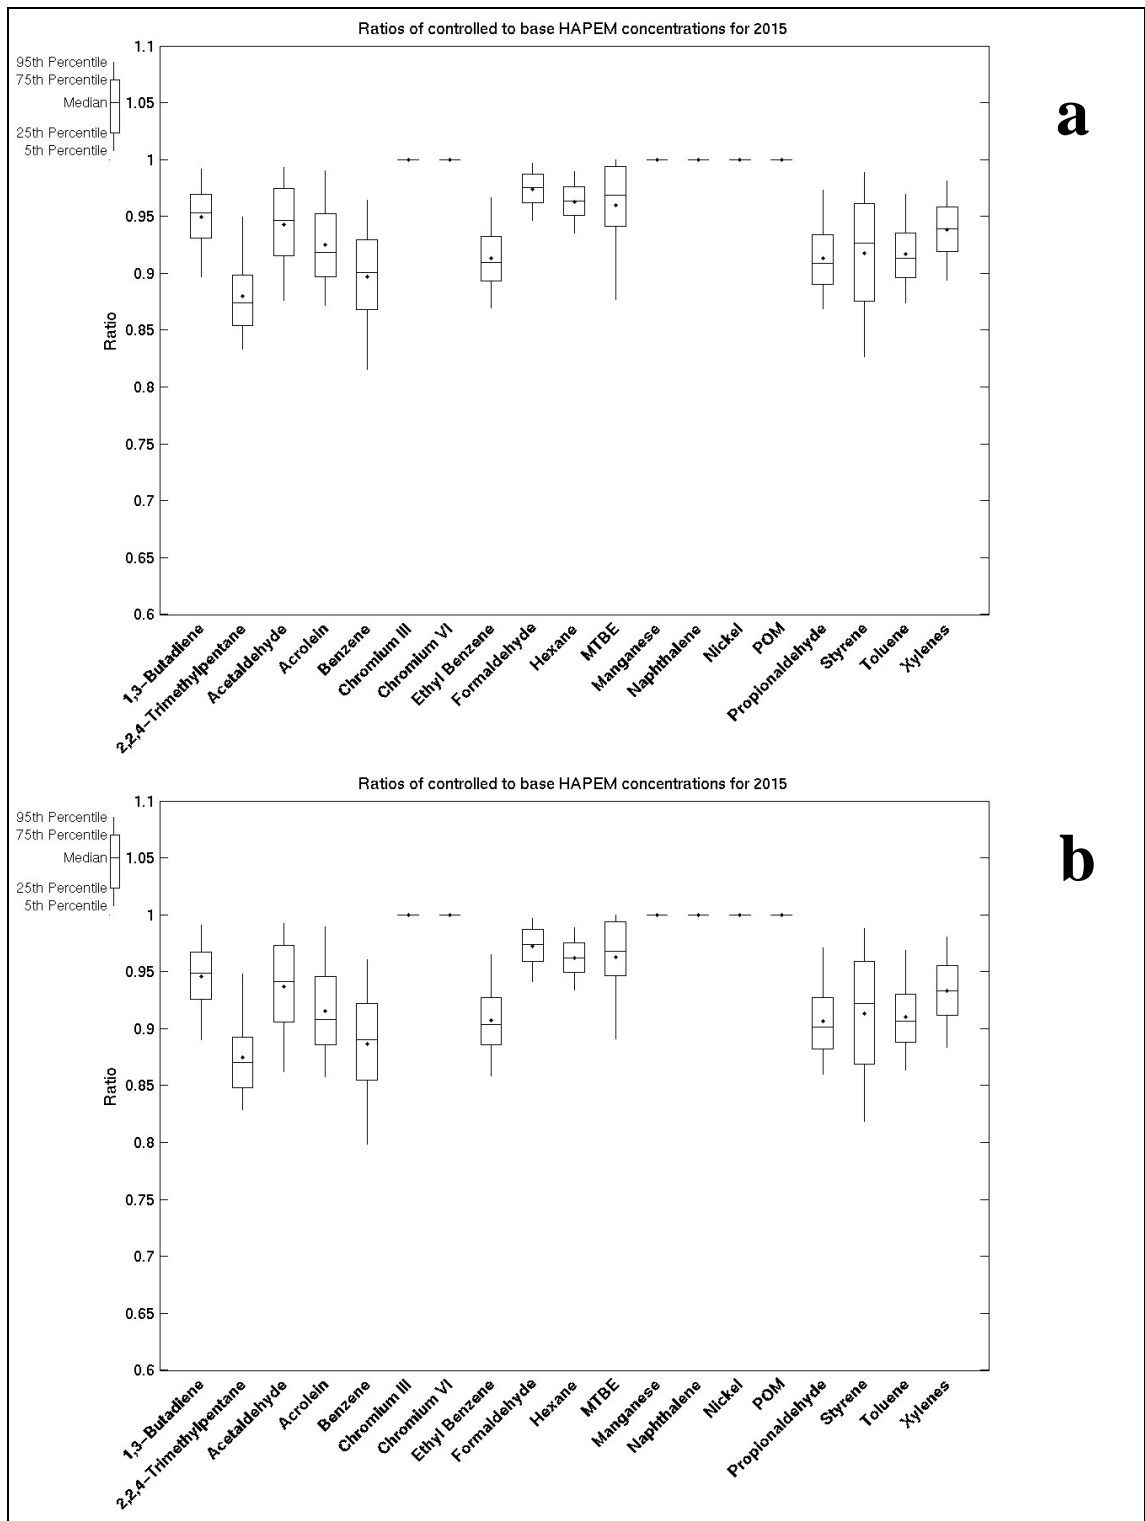 Ratios of controlled to base HAPEM concentrations for 2015
a
95th Percentile
75th Percentile
Median
25th Percentile
5th Percentile
1.1
1.05
1
0.95
0.9
0.85
0.8
0.75
0.7
0.65
0.6
Ratio
1,3-Butadiene
2,2,4-Trimethylpentane
Acetaldehyde
Acrolein
Benzene
Chromium III
Chromium VI
Ethyl Benzene
Formaldehyde
Hexane
MTBE
Manganese
Naphthalene
Nickel
POM
Propionaldehyde
Styrene
Toluene
Xylenes
Ratios of controlled to base HAPEM concentrations for 2015
b
95th Percentile
75th Percentile
Median
25th Percentile
5th Percentile
1.1
1.05
1
0.95
0.9
0.85
0.8
0.75
0.7
0.65
0.6
Ratio
1,3-Butadiene
2,2,4-Trimethylpentane
Acetaldehyde
Acrolein
Benzene
Chromium III
Chromium VI
Ethyl Benzene
Formaldehyde
Hexane
MTBE
Manganese
Naphthalene
Nickel
POM
Propionaldehyde
Styrene
Toluene
Xylenes